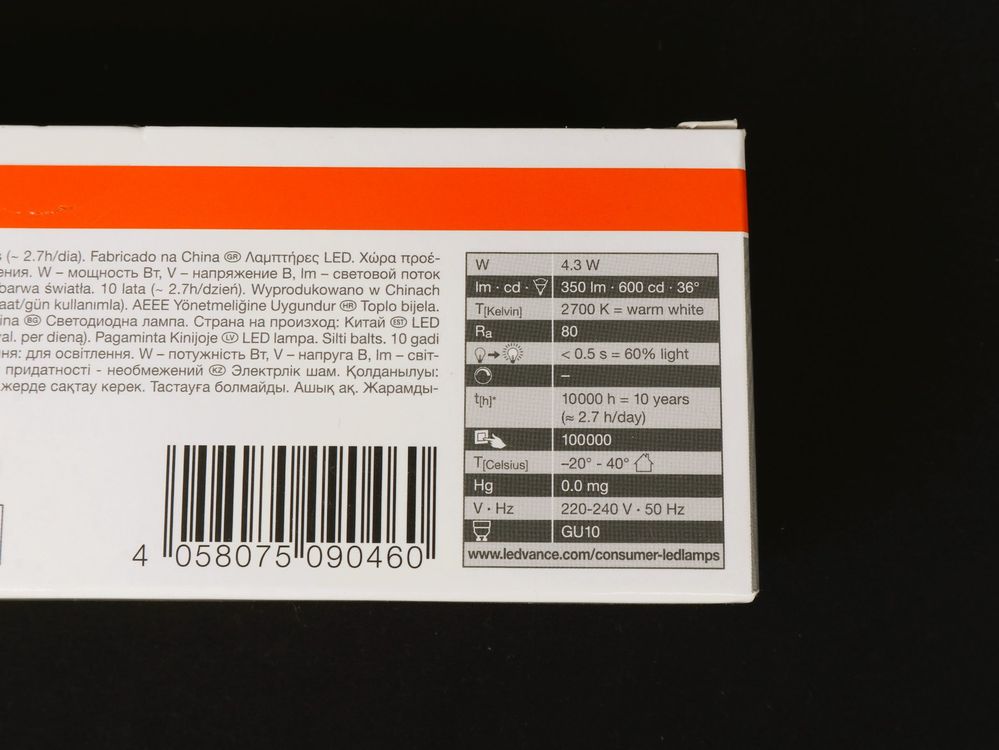 s (~ 2.7h/dia). Fabricado na China GR Λαμπτήρες LED. Χώρα προέ-
ения. W – мощность Вт, V – напряжение В, lm – световой поток
barwa światła. 10 lata (~ 2.7h/dzień). Wyprodukowano w Chinach
aat/gün kullanımla). AEEE Yönetmeliğine Uygundur HR Toplo bijela.
ina BG Светодиодна лампа. Страна на произход: Китай EST LED
val. per dieną). Pagaminta Kinijoje LV LED lampa. Silti balts. 10 gadi
ня: для освітлення. W – потужність Вт, V – напруга В, lm – світ-
придатності - необмежений KZ Электрлік шам. Қолданылуы:
жерде сақтау керек. Тастауға болмайды. Ашық ақ. Жарамды-
4 058075 090460
W 4.3 W
lm · cd · 350 lm · 600 cd · 36°
T[Kelvin] 2700 K = warm white
Ra 80
< 0.5 s = 60% light
–
t[h]* 10000 h = 10 years
(≈ 2.7 h/day)
100000
T[Celsius] –20° - 40°
Hg 0.0 mg
V · Hz 220-240 V · 50 Hz
GU10
www.ledvance.com/consumer-ledlamps